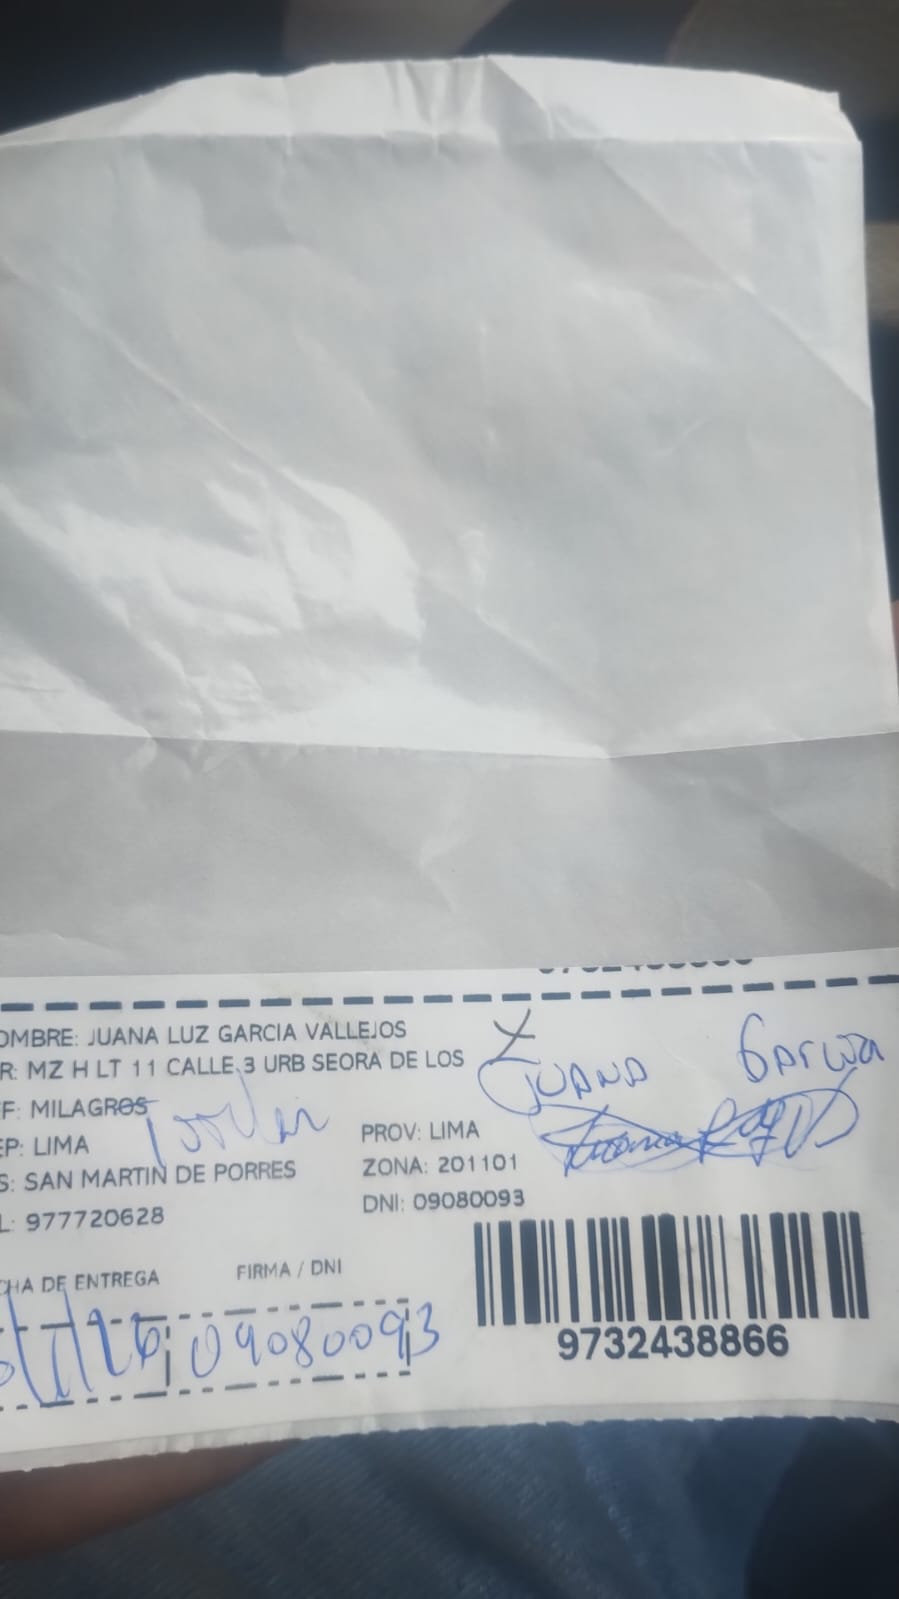 OMBRE: JUANA LUZ GARCIA VALLEJOS
R: MZ H LT 11 CALLE 3 URB SEORA DE LOS
F: MILAGROS
EP: LIMA
PROV: LIMA
S: SAN MARTIN DE PORRES
ZONA: 201101
L: 977720628
DNI: 09080093
JUANA Garcia
CHA DE ENTREGA
FIRMA / DNI
09080093
9732438866